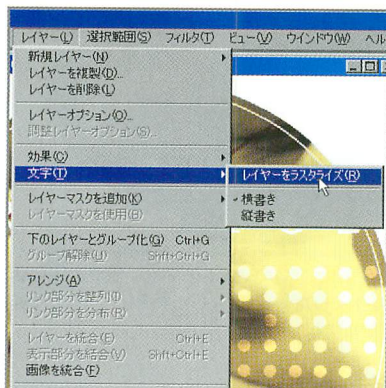 レイヤー(L) 選択範囲(S) フィルタ(T) ビュー(V) ウインドウ(W) ヘル
新規レイヤー(N)
レイヤーを複製(D)...
レイヤーを削除(L)
レイヤーオプション(O)...
調整レイヤーオプション(S)...
効果(C)
文字(T)
レイヤーをラスタライズ(R)
横書き
縦書き
レイヤーマスクを追加(K)
レイヤーマスクを使用(B)
下のレイヤーとグループ化(G) Ctrl+G
グループ解除(U) Shft+Ctrl+G
アレンジ(A)
リンク部分を整列(I)
リンク部分を分布(R)
レイヤーを統合(E) Ctrl+E
表示部分を結合(V) Shft+Ctrl+E
画像を統合(F)